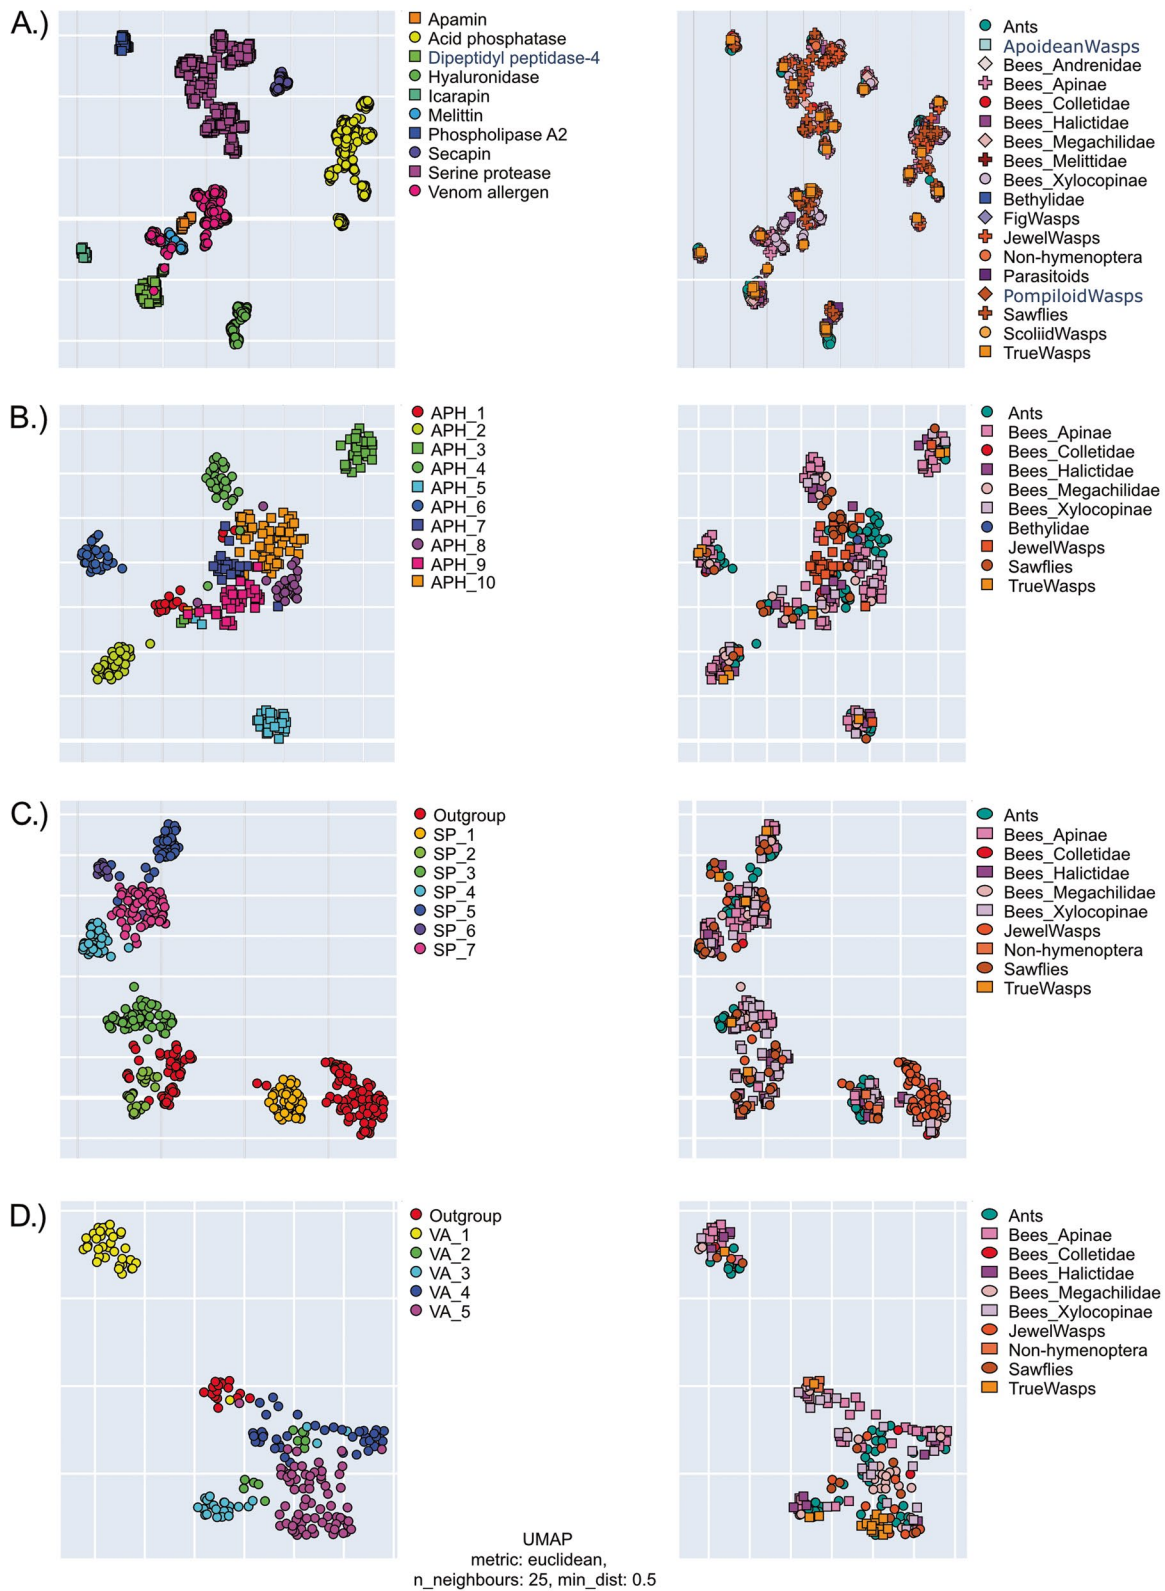 A.)
Apamin
Acid phosphatase
Dipeptidyl peptidase-4
Hyaluronidase
Icarapin
Melittin
Phospholipase A2
Secapin
Serine protease
Venom allergen
Ants
ApoideanWasps
Bees_Andrenidae
Bees_Apinae
Bees_Colletidae
Bees_Halictidae
Bees_Megachilidae
Bees_Melittidae
Bees_Xylocopinae
Bethylidae
FigWasps
JewelWasps
Non-hymenoptera
Parasitoids
PompiloidWasps
Sawflies
ScoliidWasps
TrueWasps
B.)
APH_1
APH_2
APH_3
APH_4
APH_5
APH_6
APH_7
APH_8
APH_9
APH_10
Ants
Bees_Apinae
Bees_Colletidae
Bees_Halictidae
Bees_Megachilidae
Bees_Xylocopinae
Bethylidae
JewelWasps
Sawflies
TrueWasps
C.)
Outgroup
SP_1
SP_2
SP_3
SP_4
SP_5
SP_6
SP_7
Ants
Bees_Apinae
Bees_Colletidae
Bees_Halictidae
Bees_Megachilidae
Bees_Xylocopinae
JewelWasps
Non-hymenoptera
Sawflies
TrueWasps
D.)
Outgroup
VA_1
VA_2
VA_3
VA_4
VA_5
Ants
Bees_Apinae
Bees_Colletidae
Bees_Halictidae
Bees_Megachilidae
Bees_Xylocopinae
JewelWasps
Non-hymenoptera
Sawflies
TrueWasps
UMAP
metric: euclidean,
n_neighbours: 25, min_dist: 0.5